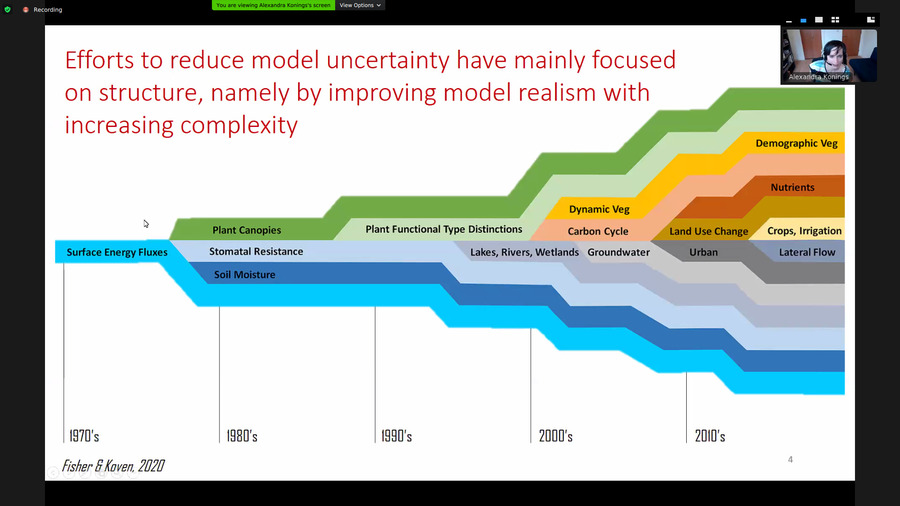 Recording
You are viewing Alexandra Konings's screen
View Options
Alexandra Konings
Efforts to reduce model uncertainty have mainly focused
on structure, namely by improving model realism with
increasing complexity
Demographic Veg
Nutrients
Dynamic Veg
Plant Canopies
Plant Functional Type Distinctions
Carbon Cycle
Land Use Change
Crops, Irrigation
Surface Energy Fluxes
Stomatal Resistance
Lakes, Rivers, Wetlands
Groundwater
Urban
Lateral Flow
Soil Moisture
1970's
1980's
1990's
2000's
2010's
Fisher & Koven, 2020
4